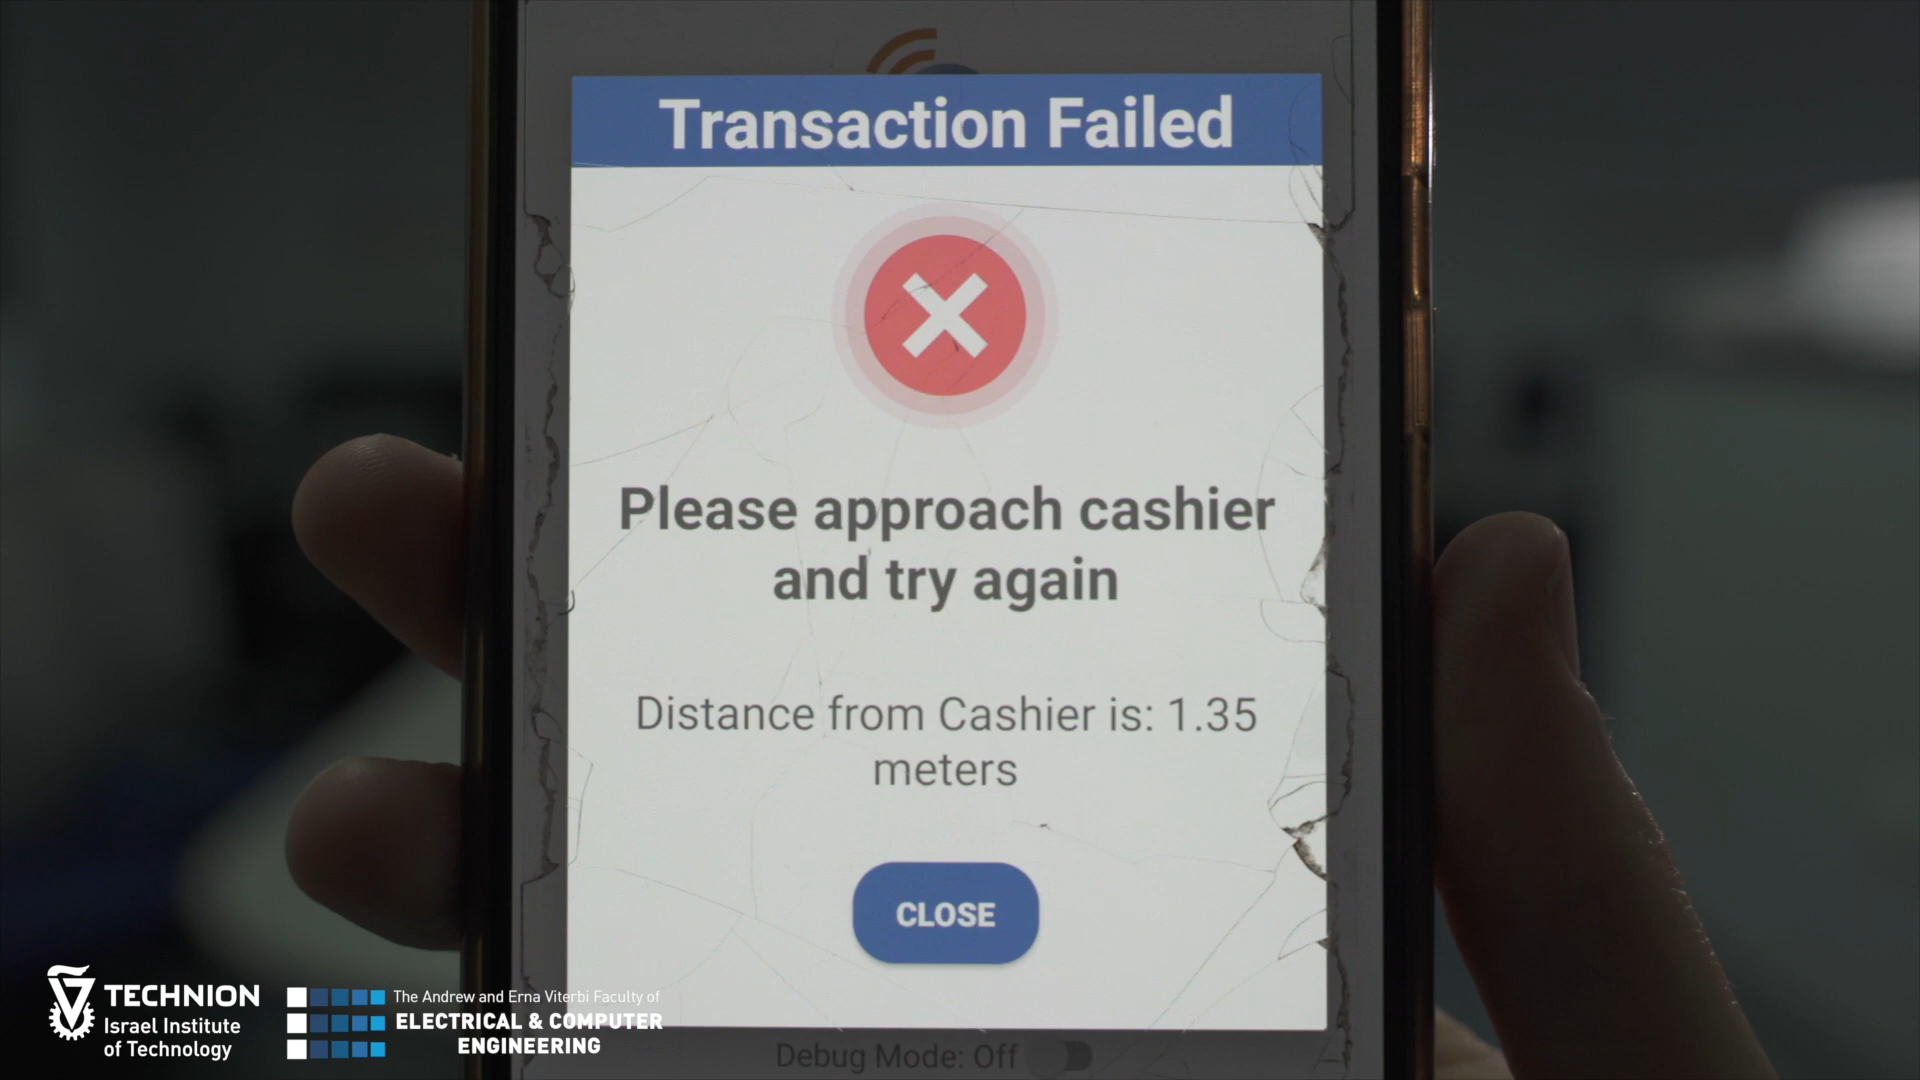 Transaction Failed
Please approach cashier
and try again
Distance from Cashier is: 1.35
meters
CLOSE
Debug Mode: Off
TECHNION
Israel Institute
of Technology
The Andrew and Erna Viterbi Faculty of
ELECTRICAL & COMPUTER
ENGINEERING